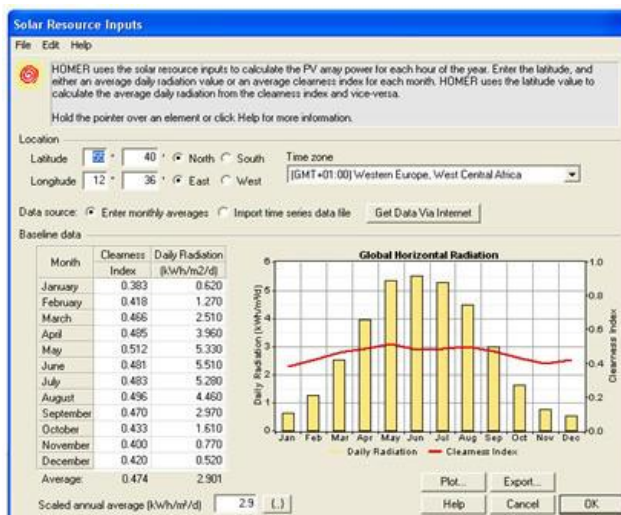 Solar Resource Inputs
File Edit Help
HOMER uses the solar resource inputs to calculate the PV array power for each hour of the year. Enter the latitude, and
either an average daily radiation value or an average clearness index for each month. HOMER uses the latitude value to
calculate the average daily radiation from the clearness index and vice-versa.
Hold the pointer over an element or click Help for more information.
Location
Latitude 55 ° 40 ' North South Time zone
Longitude 12 ° 36 ' East West (GMT+01:00) Western Europe, West Central Africa
Data source: Enter monthly averages Import time series data file Get Data Via Internet
Baseline data
Month Clearness Index Daily Radiation (kWh/m2/d)
January 0.383 0.620
February 0.418 1.270
March 0.466 2.510
April 0.485 3.960
May 0.512 5.330
June 0.481 5.510
July 0.483 5.280
August 0.496 4.460
September 0.470 2.970
October 0.433 1.610
November 0.400 0.770
December 0.420 0.520
Average: 0.474 2.901
Scaled annual average (kWh/m²/d) 2.9 {..}
Global Horizontal Radiation
Daily Radiation (kWh/m²/d)
6
5
4
3
2
1
0
Jan Feb Mar Apr May Jun Jul Aug Sep Oct Nov Dec
1.0
0.8
0.6
0.4
0.2
0.0
Clearness Index
Daily Radiation Clearness Index
Plot... Export...
Help Cancel OK